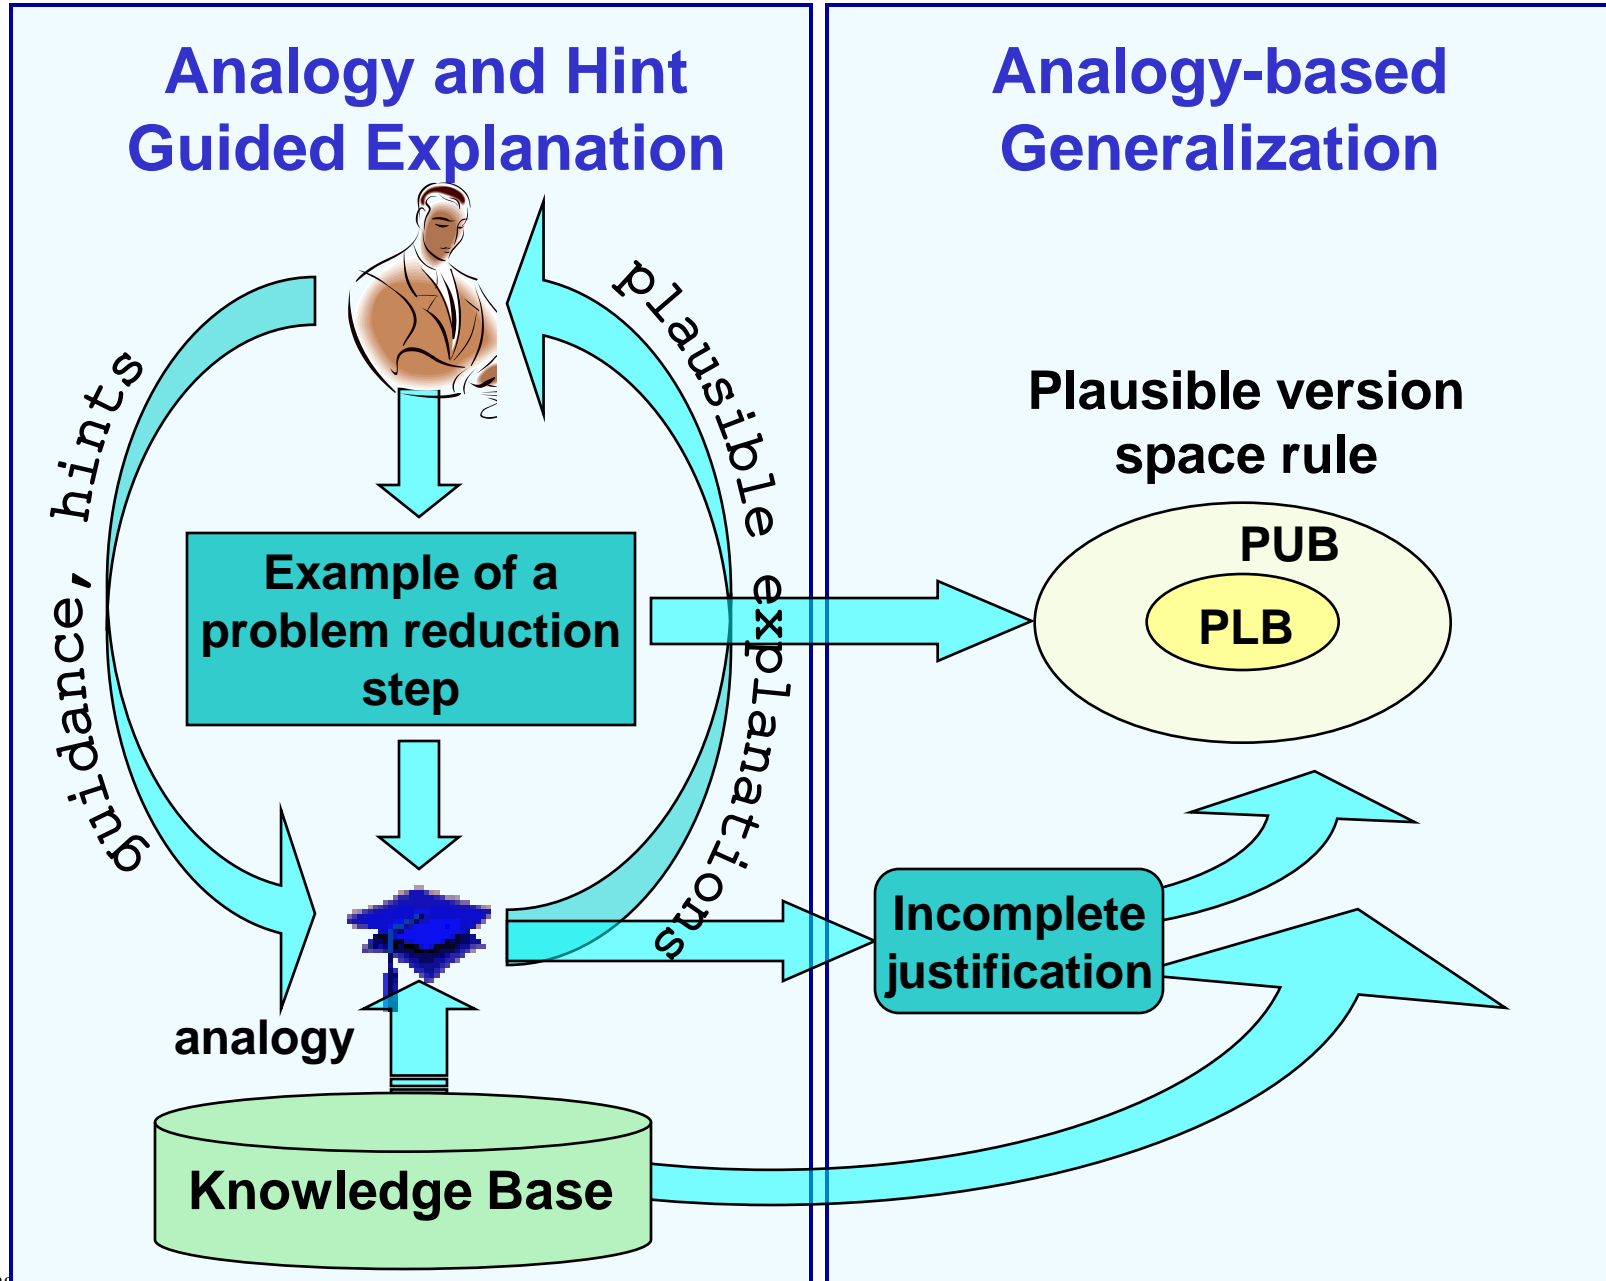 Analogy and Hint
Guided Explanation
guidance, hints
plausible explanations
Example of a
problem reduction
step
analogy
Knowledge Base
Analogy-based
Generalization
Plausible version
space rule
PUB
PLB
Incomplete
justification